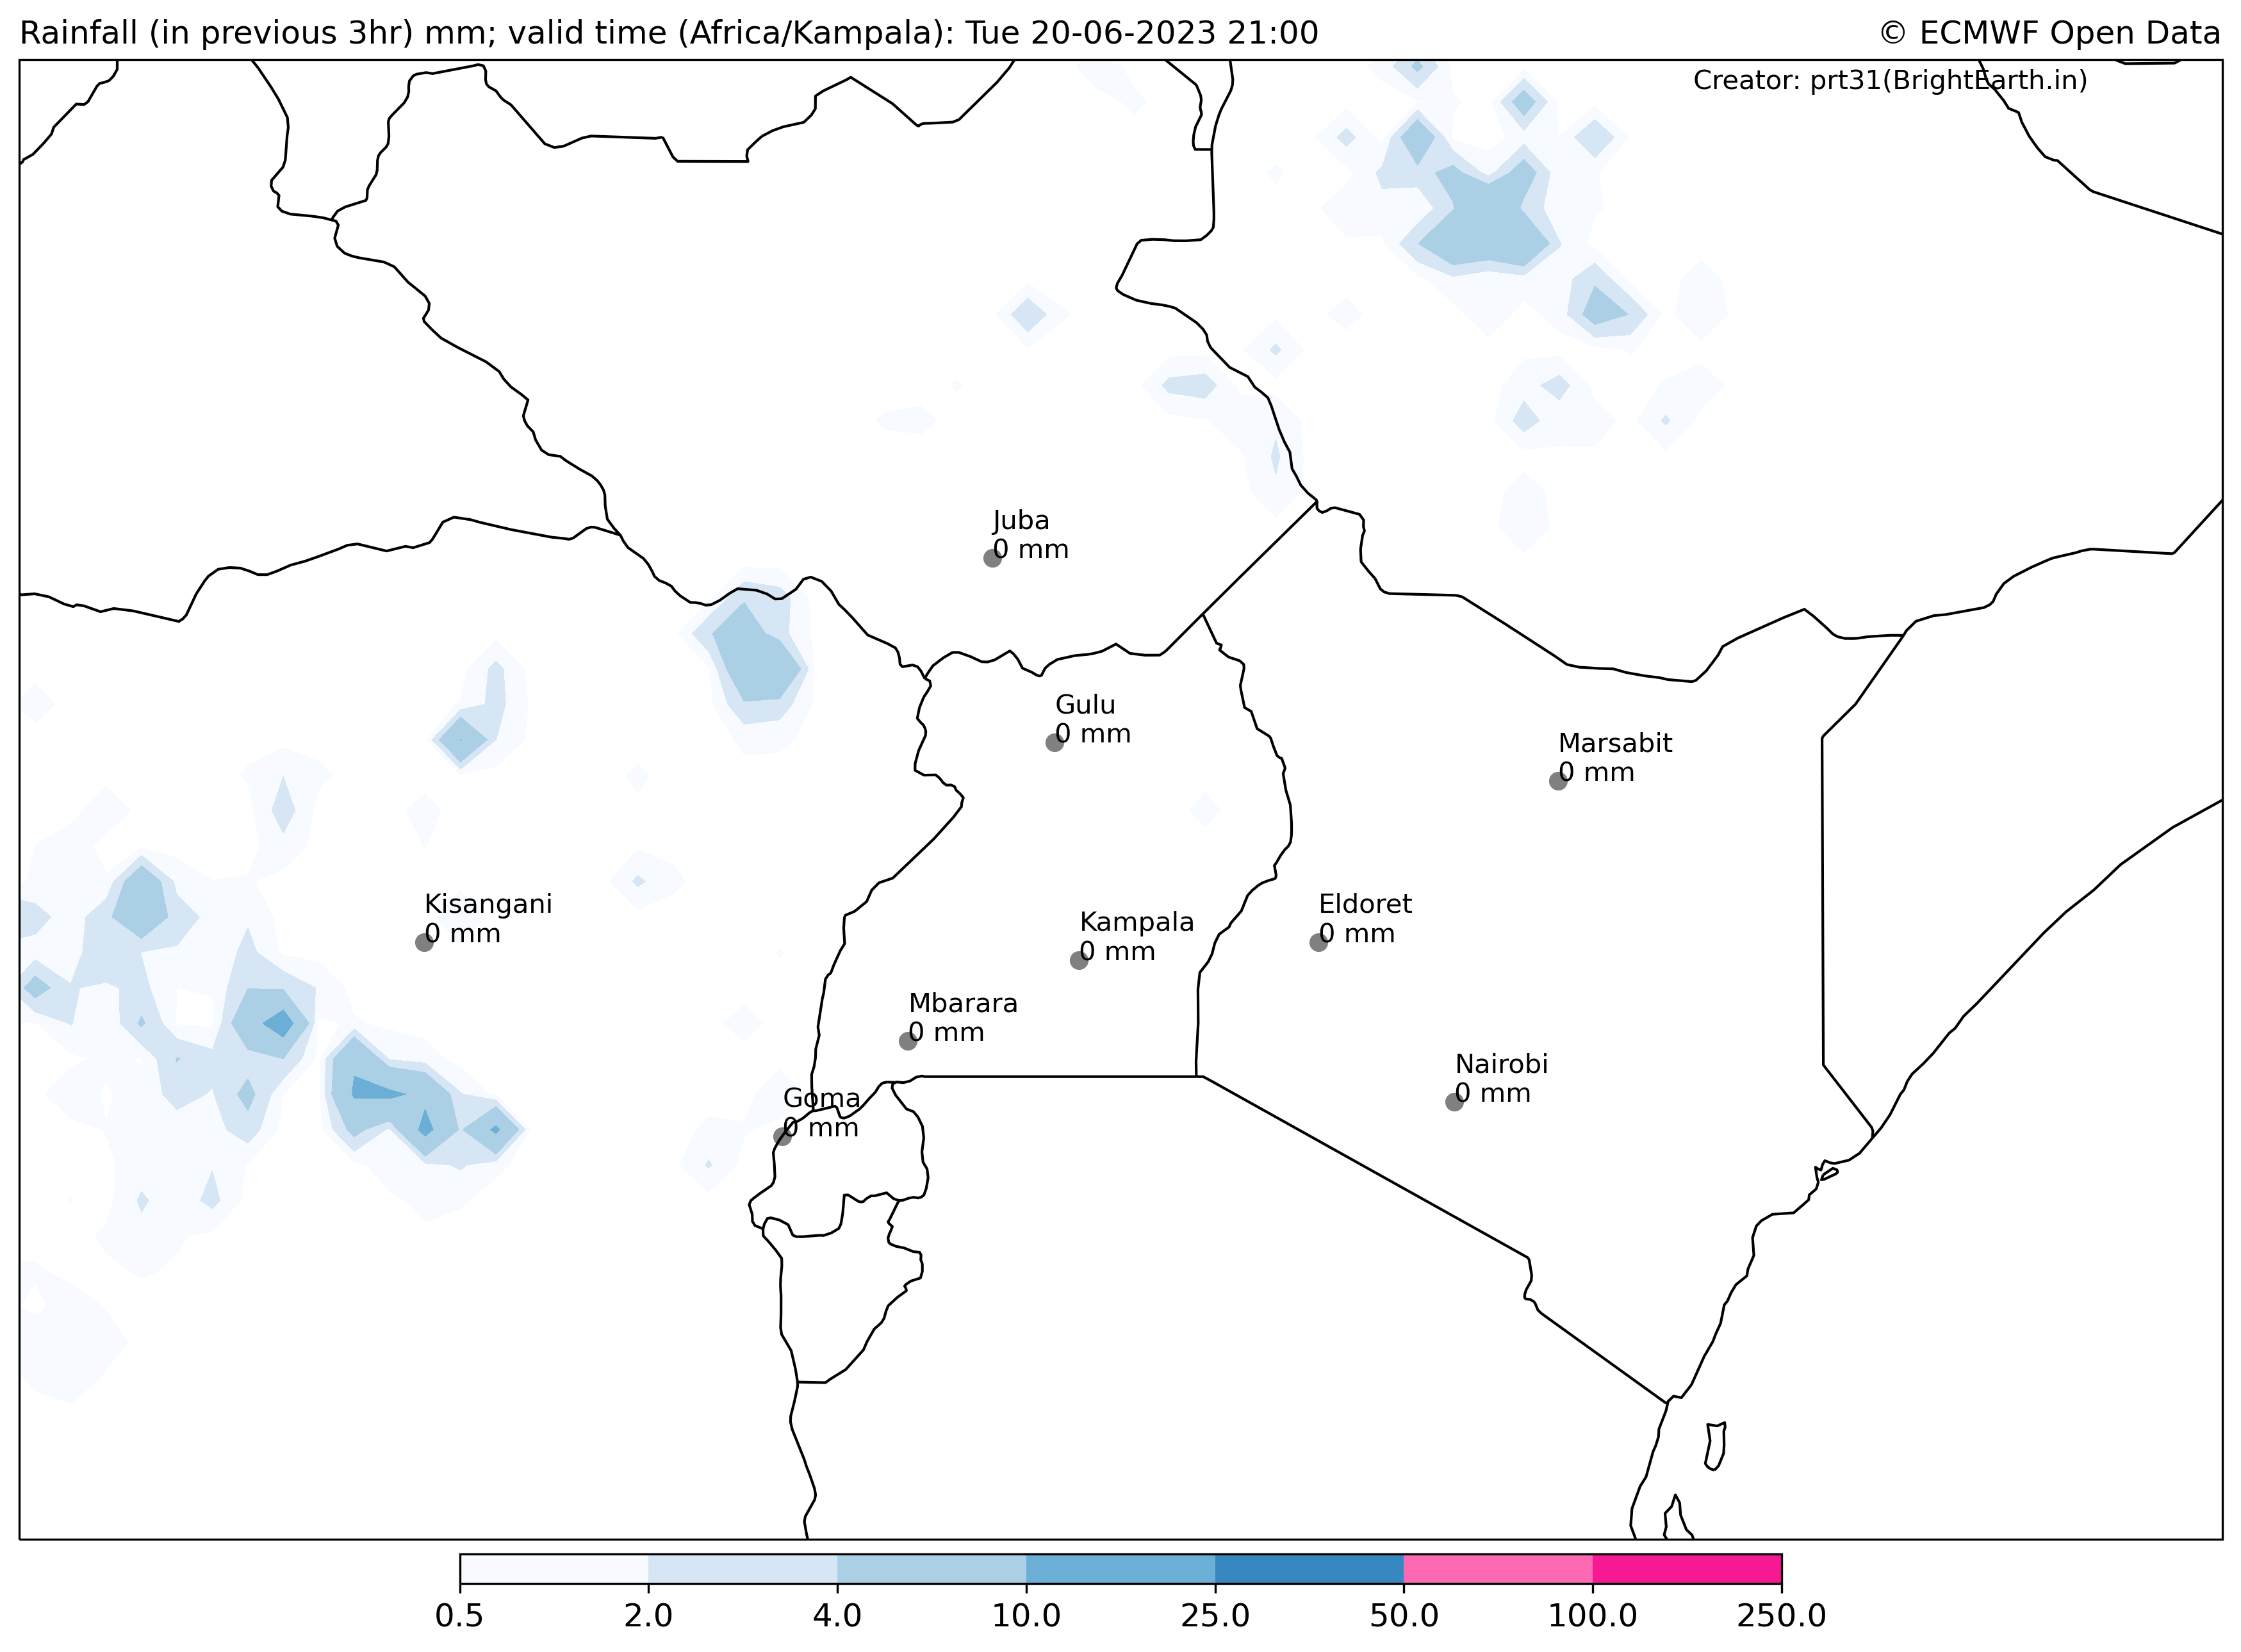 Rainfall (in previous 3hr) mm; valid time (Africa/Kampala): Tue 20-06-2023 21:00
© ECMWF Open Data
Creator: prt31(BrightEarth.in)
Juba
0 mm
Gulu
0 mm
Marsabit
0 mm
Kisangani
0 mm
Kampala
0 mm
Eldoret
0 mm
Mbarara
0 mm
Nairobi
0 mm
Goma
0 mm
0.5 2.0 4.0 10.0 25.0 50.0 100.0 250.0